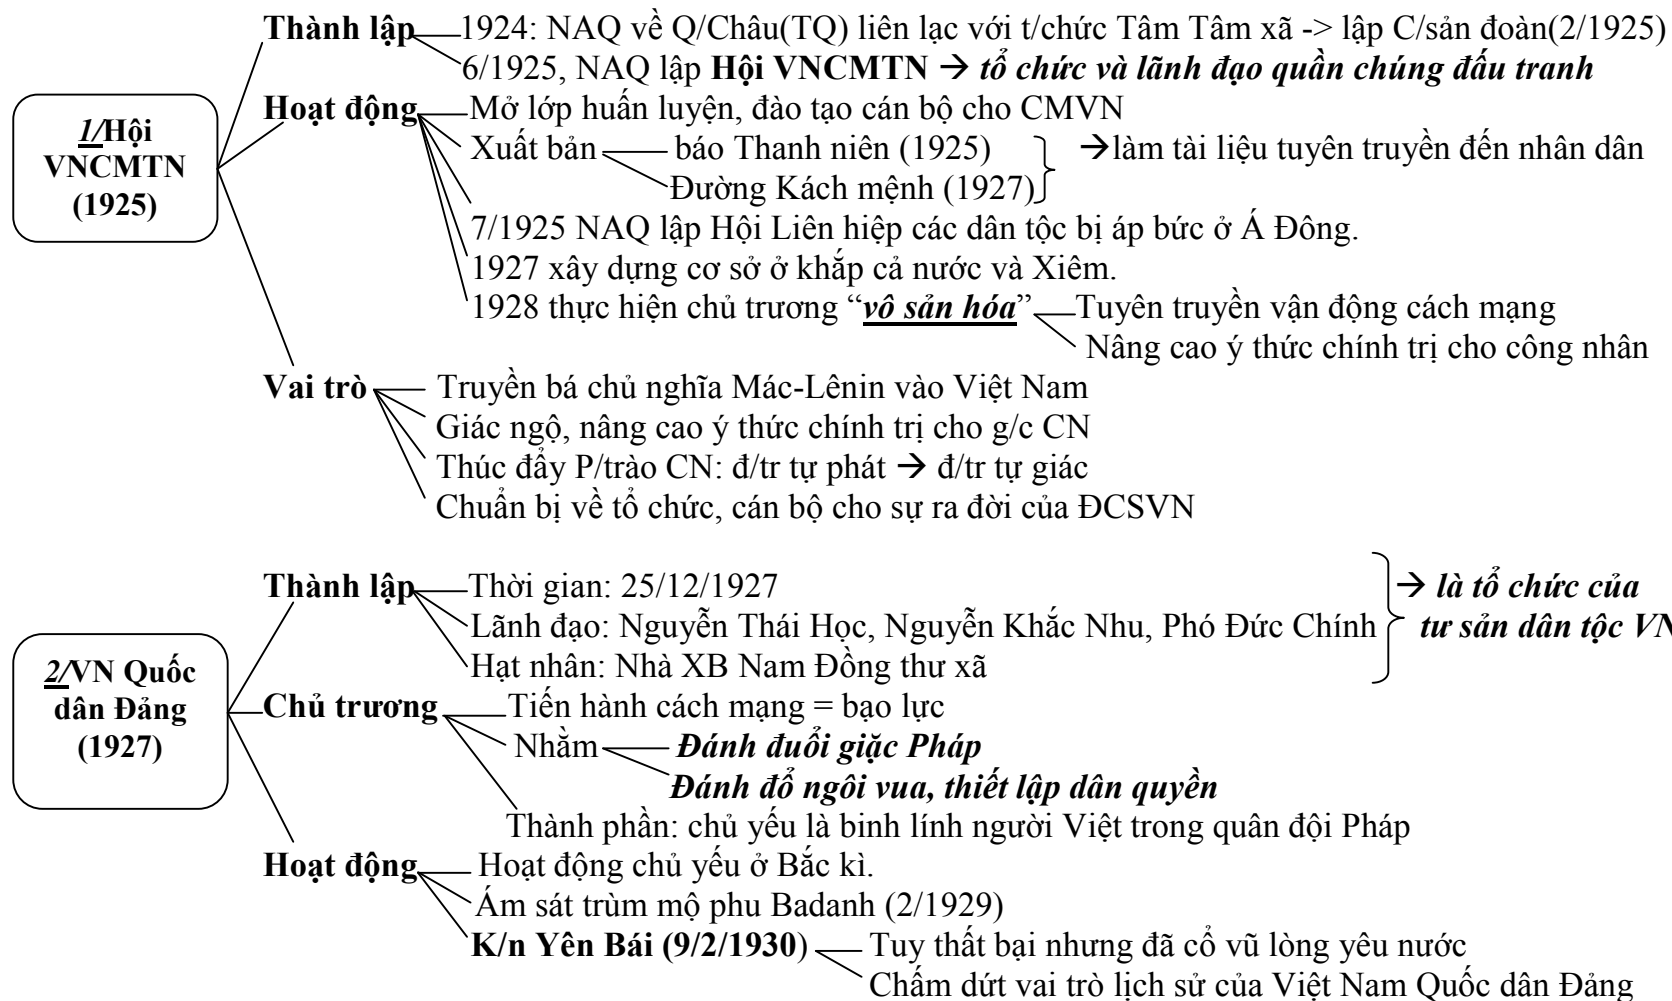 Thành lập 1924: NAQ về Q/Châu(TQ) liên lạc với t/chức Tâm Tâm xã -> lập C/sản đoàn(2/1925)
6/1925, NAQ lập Hội VNCMTN → tổ chức và lãnh đạo quần chúng đấu tranh
1/Hội
VNCMTN
(1925)
Hoạt động Mở lớp huấn luyện, đào tạo cán bộ cho CMVN
Xuất bản báo Thanh niên (1925) →làm tài liệu tuyên truyền đến nhân dân
Đường Kách mệnh (1927)
7/1925 NAQ lập Hội Liên hiệp các dân tộc bị áp bức ở Á Đông.
1927 xây dựng cơ sở ở khắp cả nước và Xiêm.
1928 thực hiện chủ trương “vô sản hóa” Tuyên truyền vận động cách mạng
Nâng cao ý thức chính trị cho công nhân
Vai trò Truyền bá chủ nghĩa Mác-Lênin vào Việt Nam
Giác ngộ, nâng cao ý thức chính trị cho g/c CN
Thúc đẩy P/trào CN: đ/tr tự phát → đ/tr tự giác
Chuẩn bị về tổ chức, cán bộ cho sự ra đời của ĐCSVN
Thành lập Thời gian: 25/12/1927 → là tổ chức của
Lãnh đạo: Nguyễn Thái Học, Nguyễn Khắc Nhu, Phó Đức Chính tư sản dân tộc VN
Hạt nhân: Nhà XB Nam Đồng thư xã
2/VN Quốc
dân Đảng
(1927)
Chủ trương Tiến hành cách mạng = bạo lực
Nhằm Đánh đuổi giặc Pháp
Đánh đổ ngôi vua, thiết lập dân quyền
Thành phần: chủ yếu là binh lính người Việt trong quân đội Pháp
Hoạt động Hoạt động chủ yếu ở Bắc kì.
Ám sát trùm mộ phu Badanh (2/1929)
K/n Yên Bái (9/2/1930) Tuy thất bại nhưng đã cổ vũ lòng yêu nước
Chấm dứt vai trò lịch sử của Việt Nam Quốc dân Đảng